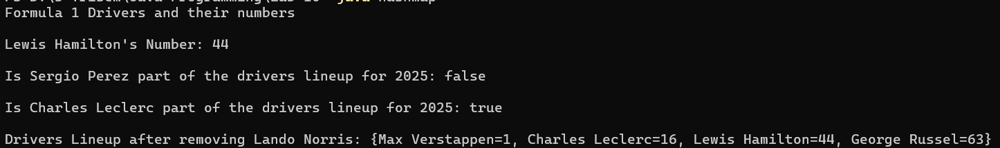 Formula 1 Drivers and their numbers
Lewis Hamilton's Number: 44
Is Sergio Perez part of the drivers lineup for 2025: false
Is Charles Leclerc part of the drivers lineup for 2025: true
Drivers Lineup after removing Lando Norris: {Max Verstappen=1, Charles Leclerc=16, Lewis Hamilton=44, George Russel=63}